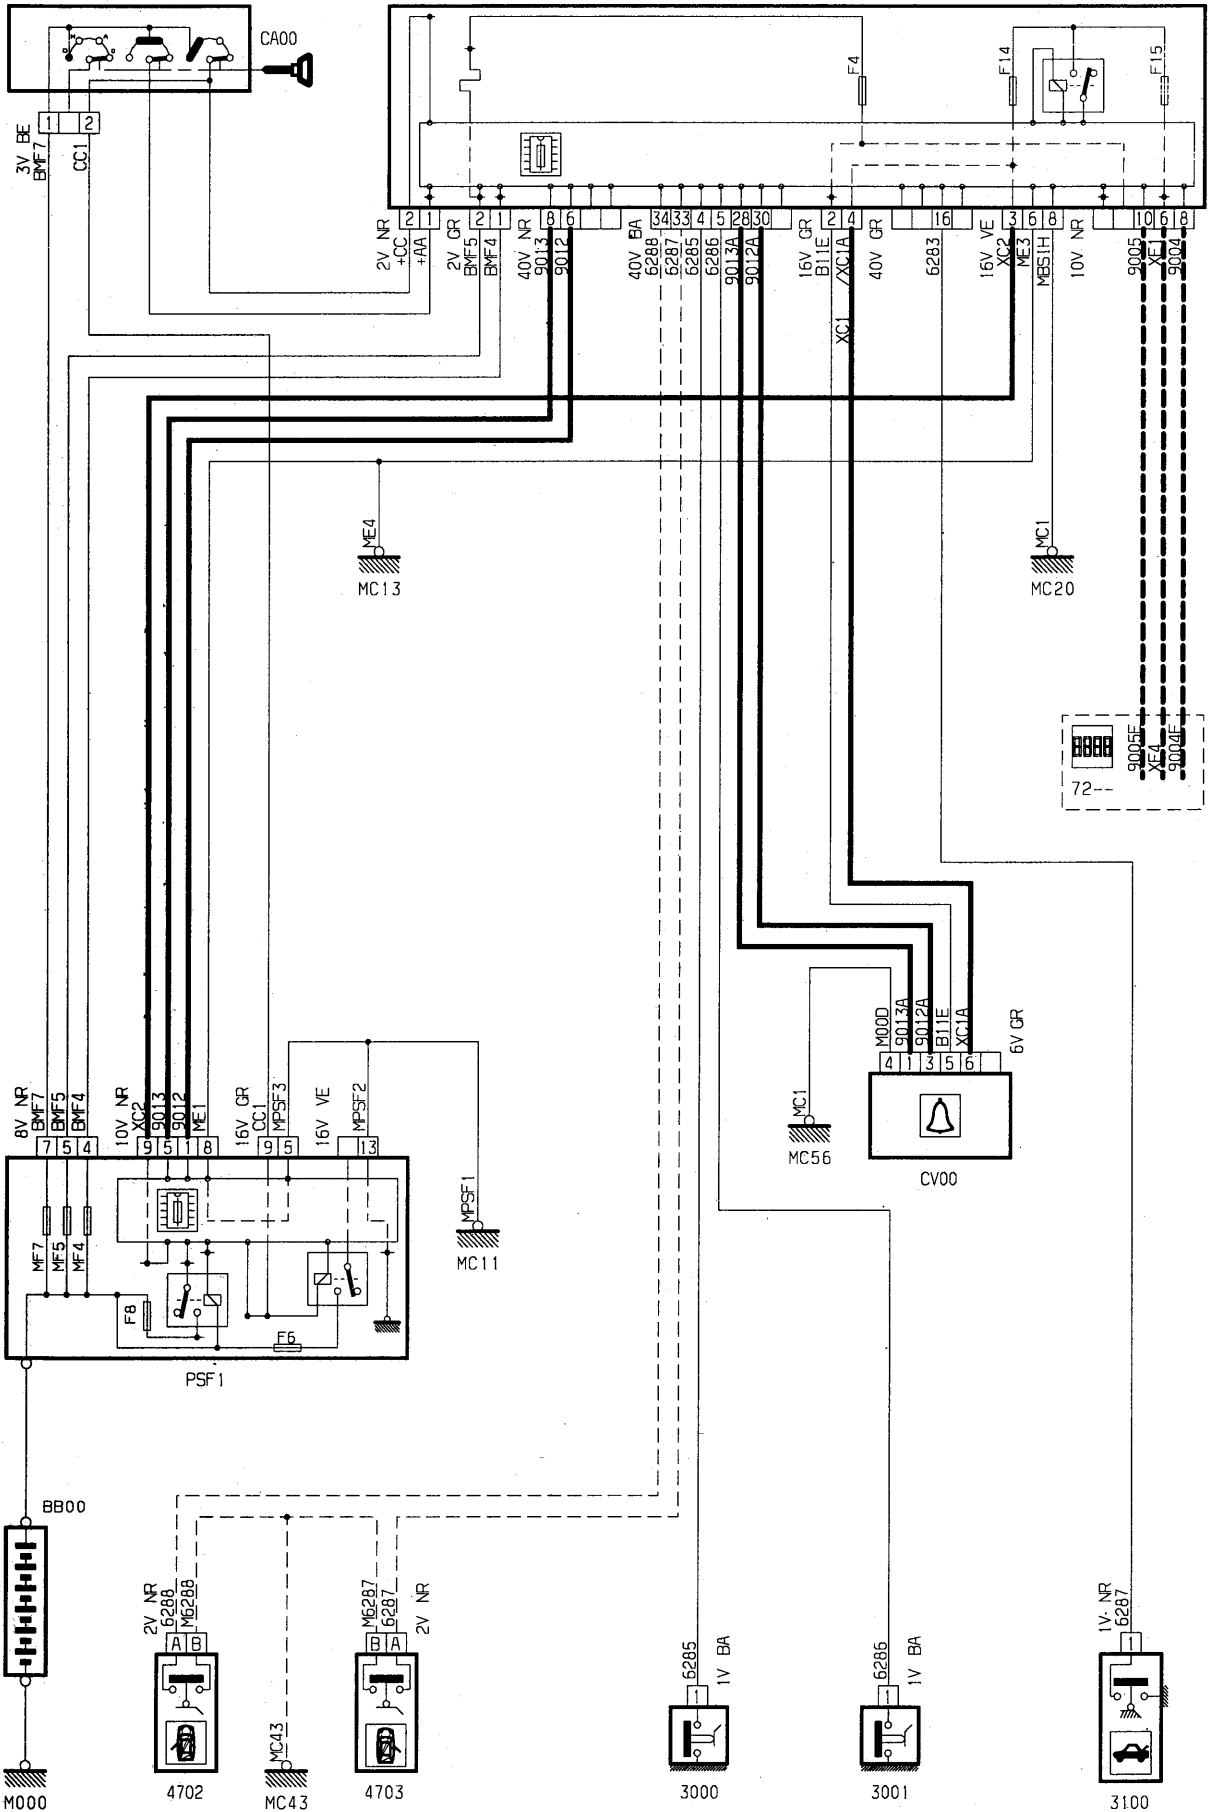 CA00
F4
F14
F15
H A
D D
1 2
3V BE
BMF7
CC1
2 1 2 1 8 6 34 33 4 5 28 30 2 4 16 3 6 8 10 6 8
2V NR
+CC
+AA
2V GR
BMF5
BMF4
40V NR
9013
9012
40V BA
6288
6287
6285
6286
9013A
9012A
16V GR
B11E
/XC1A
XC1
40V GR
6283
16V VE
XC2
ME3
MBS1H
10V NR
9005
XE1
9004
ME4
MC13
MC1
MC20
9005E
XE4
9004E
72--
M00D
9013A
9012A
B11E
XC1A
6V GR
4 1 3 5 6
MC1
MC56
CV00
8V NR
BMF7
BMF5
BMF4
10V NR
XC2
9013
9012
ME1
16V GR
CC1
MPSF3
16V VE
MPSF2
7 5 4 9 5 1 8 9 5 13
MPSF1
MC11
MF7
MF5
MF4
F8
F6
PSF1
BB00
2V NR
6288
M6288
M6287
6287
2V NR
A B
B A
MC43
6285
1V BA
1
6286
1V BA
1
1V NR
6287
1
M000
4702
MC43
4703
3000
3001
3100